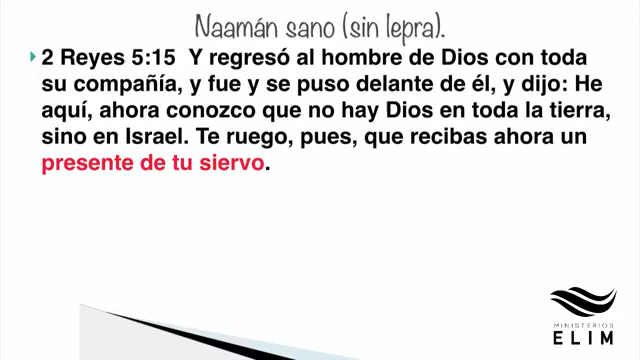 Naamán sano (sin lepra).
2 Reyes 5:15 Y regresó al hombre de Dios con toda
su compañía, y fue y se puso delante de él, y dijo: He
aquí, ahora conozco que no hay Dios en toda la tierra,
sino en Israel. Te ruego, pues, que recibas ahora un
presente de tu siervo.
MINISTERIOS
ELIM